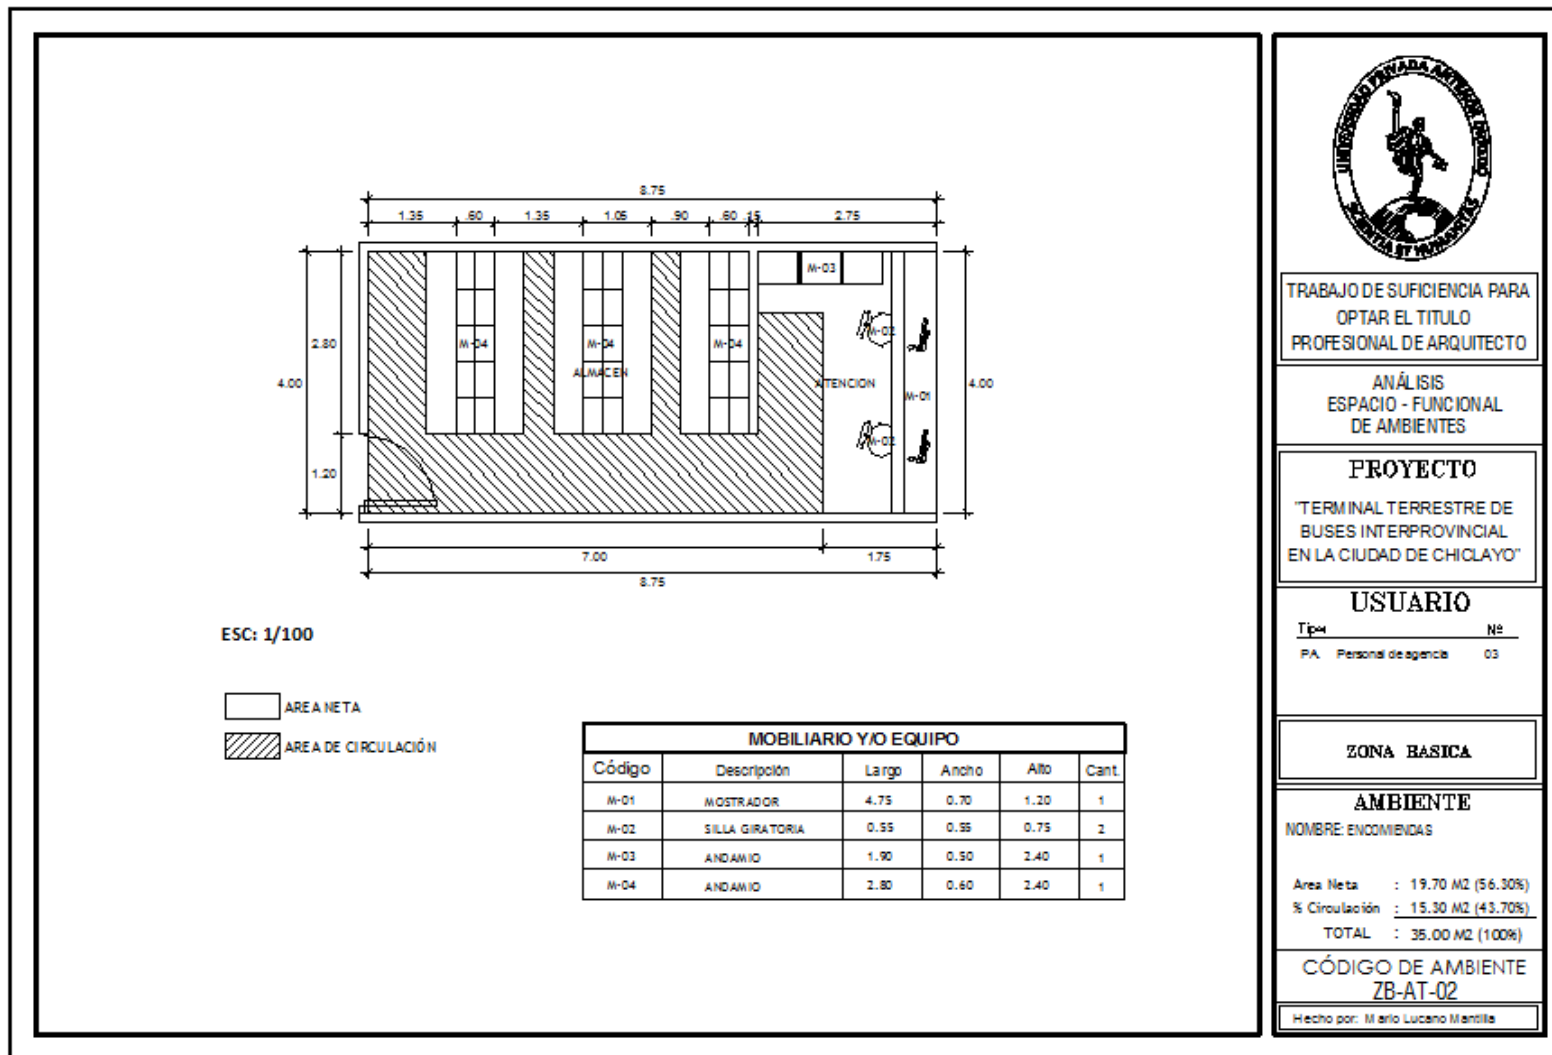 8.75
1.35 .60 1.35 1.05 .90 .60 .15 2.75
M-03
2.80
M-04 M-04 M-04
M-02
4.00
ALMACEN
ATENCION
4.00
M-01
M-02
1.20
7.00 1.75
8.75
ESC: 1/100
AREA NETA
AREA DE CIRCULACIÓN
MOBILIARIO Y/O EQUIPO
Código Descripción Largo Ancho Alto Cant.
M-01 MOSTRADOR 4.75 0.70 1.20 1
M-02 SILLA GIRATORIA 0.55 0.55 0.75 2
M-03 ANDAMIO 1.90 0.50 2.40 1
M-04 ANDAMIO 2.80 0.60 2.40 1
UNIVERSIDAD PRIVADA ANTENOR ORREGO
SCIENTIA ET HUMANITAS
TRABAJO DE SUFICIENCIA PARA
OPTAR EL TITULO
PROFESIONAL DE ARQUITECTO
ANÁLISIS
ESPACIO - FUNCIONAL
DE AMBIENTES
PROYECTO
"TERMINAL TERRESTRE DE
BUSES INTERPROVINCIAL
EN LA CIUDAD DE CHICLAYO"
USUARIO
Tipo Nº
PA. Personal de agencia 03
ZONA BASICA
AMBIENTE
NOMBRE: ENCOMIENDAS
Area Neta : 19.70 M2 (56.30%)
% Circulación : 15.30 M2 (43.70%)
TOTAL : 35.00 M2 (100%)
CÓDIGO DE AMBIENTE
ZB-AT-02
Hecho por: Mario Lucano Mantilla